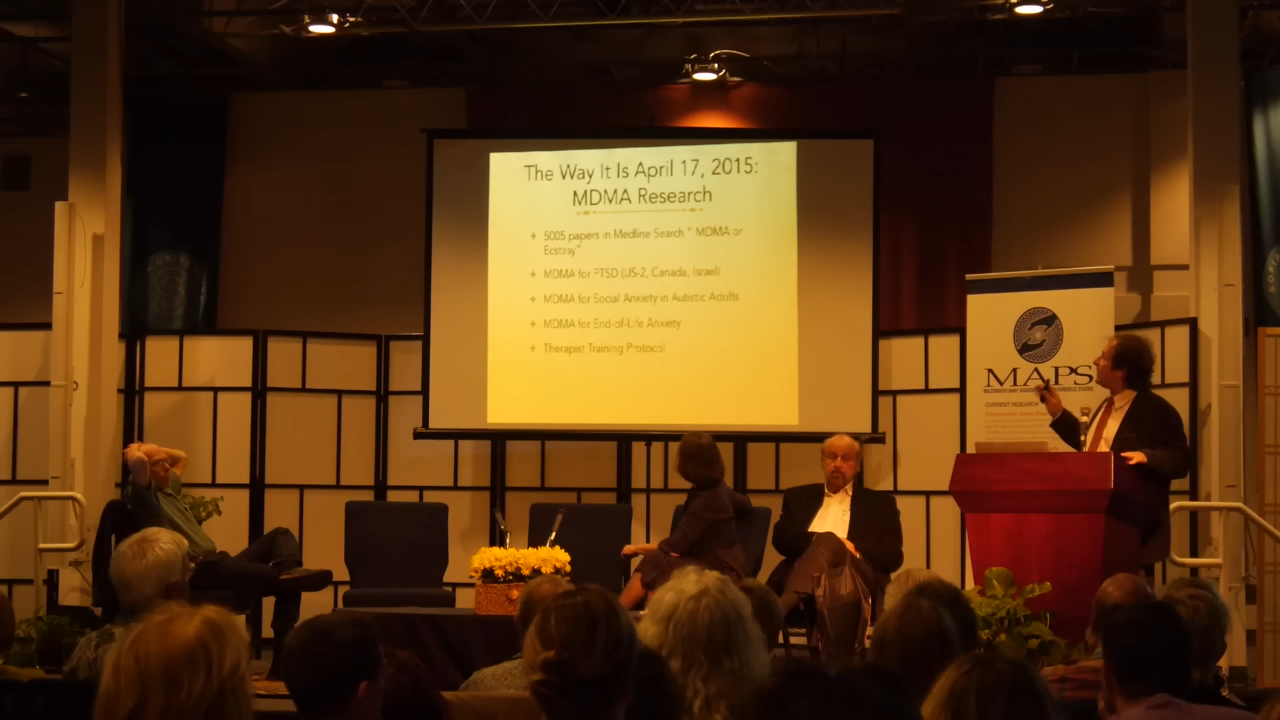 The Way It Is April 17, 2015:
MDMA Research
5005 papers in Medline Search " MDMA or
Ecstasy"
MDMA for PTSD (US-2, Canada, Israel)
MDMA for Social Anxiety in Autistic Adults
MDMA for End-of-Life Anxiety
Therapist Training Protocol
MAPS
CURRENT RESEARCH